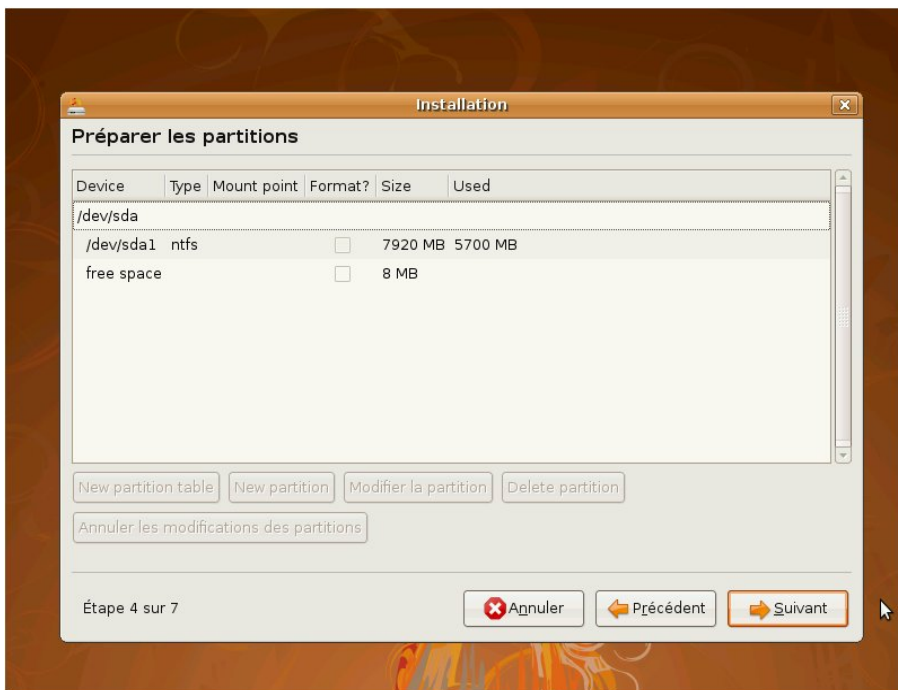 Installation
Préparer les partitions
Device Type Mount point Format? Size Used
/dev/sda
/dev/sda1 ntfs 7920 MB 5700 MB
free space 8 MB
New partition table New partition Modifier la partition Delete partition
Annuler les modifications des partitions
Étape 4 sur 7 Annuler Précédent Suivant